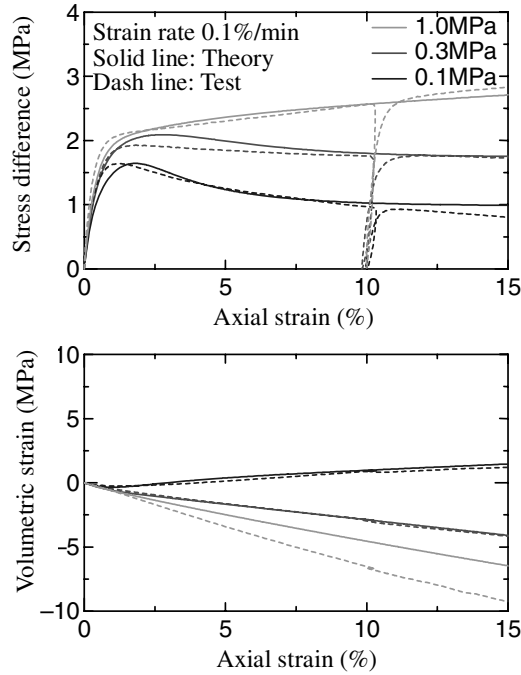 Stress difference (MPa)
4
3
2
1
0
Strain rate 0.1%/min
Solid line: Theory
Dash line: Test
1.0MPa
0.3MPa
0.1MPa
0
5
10
15
Axial strain (%)
Volumetric strain (MPa)
10
5
0
−5
−10
0
5
10
15
Axial strain (%)